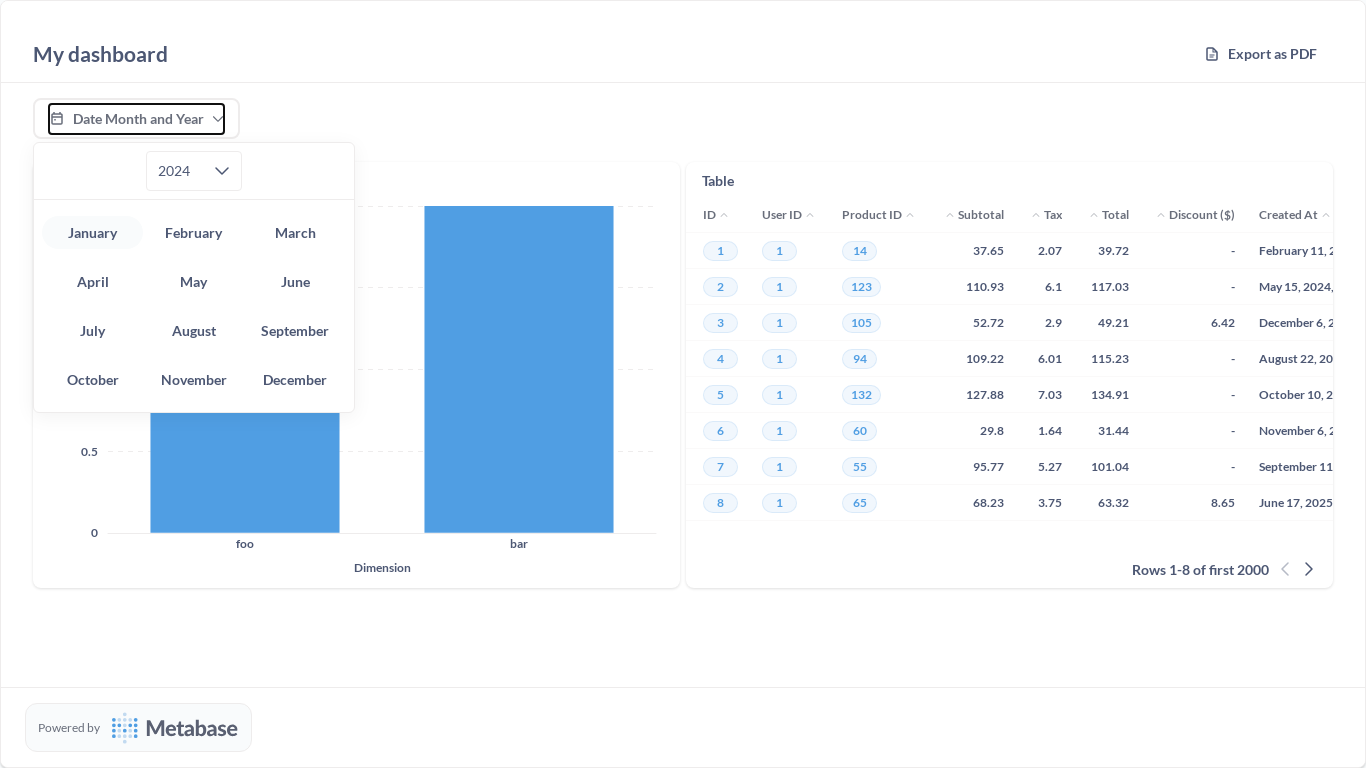 My dashboard
Export as PDF
Date Month and Year
2024
January February March
April May June
July August September
October November December
0.5
0
foo bar
Dimension
Table
ID User ID Product ID Subtotal Tax Total Discount ($) Created At
1 1 14 37.65 2.07 39.72 - February 11, 2
2 1 123 110.93 6.1 117.03 - May 15, 2024,
3 1 105 52.72 2.9 49.21 6.42 December 6, 2
4 1 94 109.22 6.01 115.23 - August 22, 20
5 1 132 127.88 7.03 134.91 - October 10, 2
6 1 60 29.8 1.64 31.44 - November 6, 2
7 1 55 95.77 5.27 101.04 - September 11
8 1 65 68.23 3.75 63.32 8.65 June 17, 2025
Rows 1-8 of first 2000
Powered by Metabase